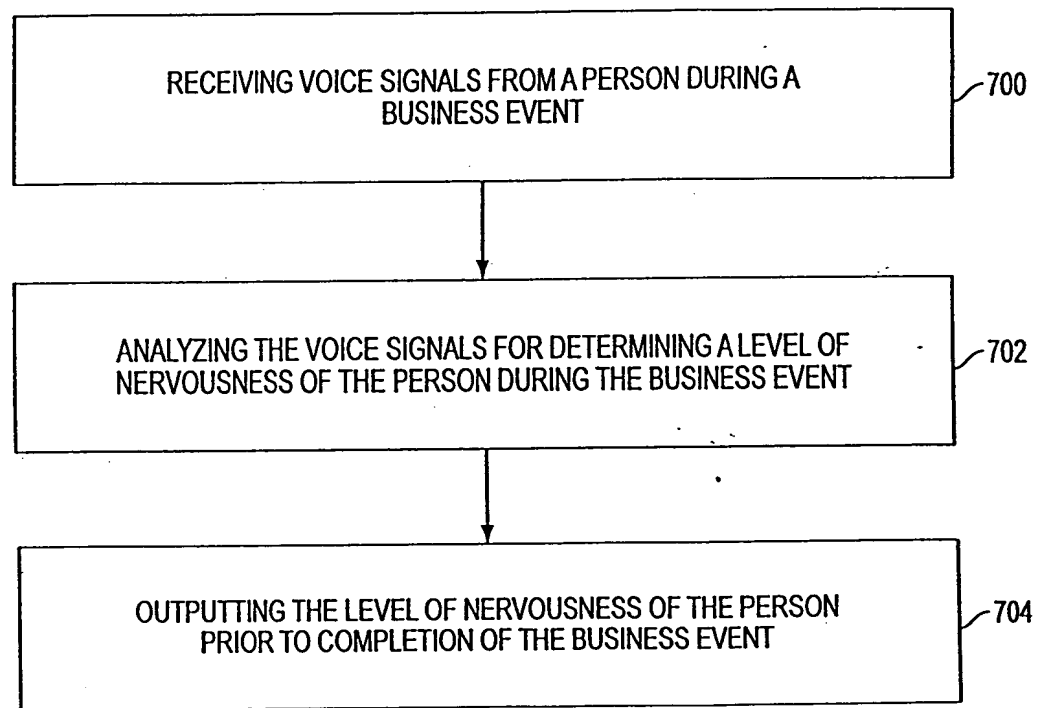 RECEIVING VOICE SIGNALS FROM A PERSON DURING A
BUSINESS EVENT
700
ANALYZING THE VOICE SIGNALS FOR DETERMINING A LEVEL OF
NERVOUSNESS OF THE PERSON DURING THE BUSINESS EVENT
702
OUTPUTTING THE LEVEL OF NERVOUSNESS OF THE PERSON
PRIOR TO COMPLETION OF THE BUSINESS EVENT
704